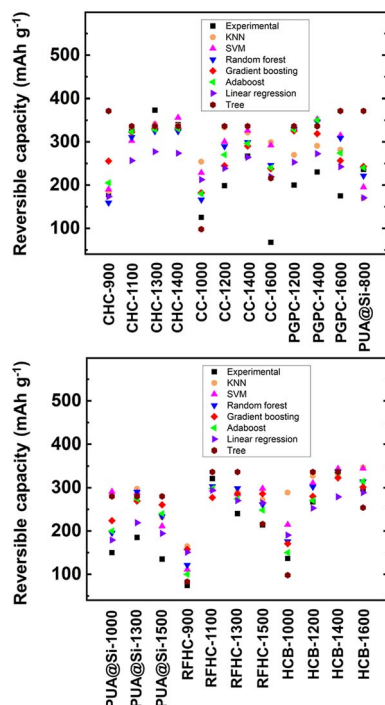 Reversible capacity (mAh g⁻¹)
500
400
300
200
100
Experimental
KNN
SVM
Random forest
Gradient boosting
Adaboost
Linear regression
Tree
CHC-900
CHC-1100
CHC-1300
CHC-1400
CC-1000
CC-1200
CC-1400
CC-1600
PGPC-1200
PGPC-1400
PGPC-1600
PUA@Si-800
Reversible capacity (mAh g⁻¹)
500
400
300
200
100
Experimental
KNN
SVM
Random forest
Gradient boosting
Adaboost
Linear regression
Tree
PUA@Si-1000
PUA@Si-1300
PUA@Si-1500
RFHC-900
RFHC-1100
RFHC-1300
RFHC-1500
HCB-1000
HCB-1200
HCB-1400
HCB-1600